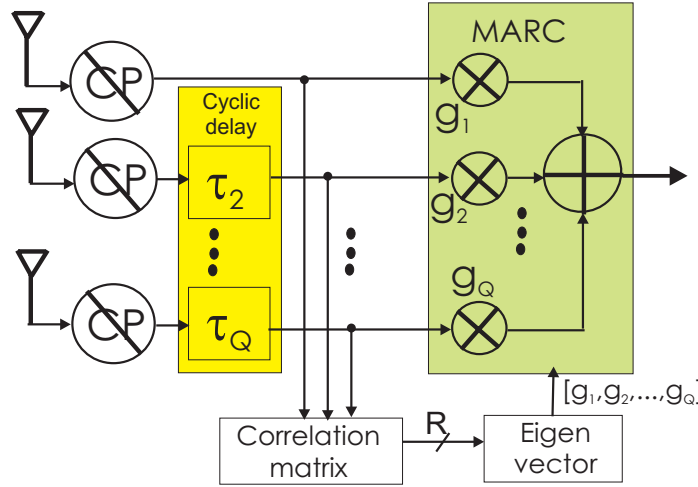 MARC
CP
Cyclic
delay
g1
CP
τ2
g2
CP
τQ
gQ
[g1,g2,...,gQ]
Correlation
matrix
R
Eigen
vector